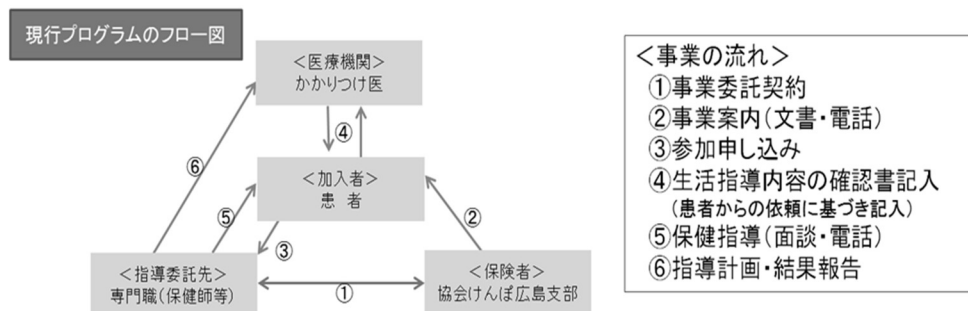 現行プログラムのフロー図
＜医療機関＞
かかりつけ医
④
⑥
＜加入者＞
患 者
⑤
②
③
＜指導委託先＞
専門職(保健師等)
①
＜保険者＞
協会けんぽ広島支部
＜事業の流れ＞
①事業委託契約
②事業案内(文書・電話)
③参加申し込み
④生活指導内容の確認書記入
(患者からの依頼に基づき記入)
⑤保健指導(面談・電話)
⑥指導計画・結果報告